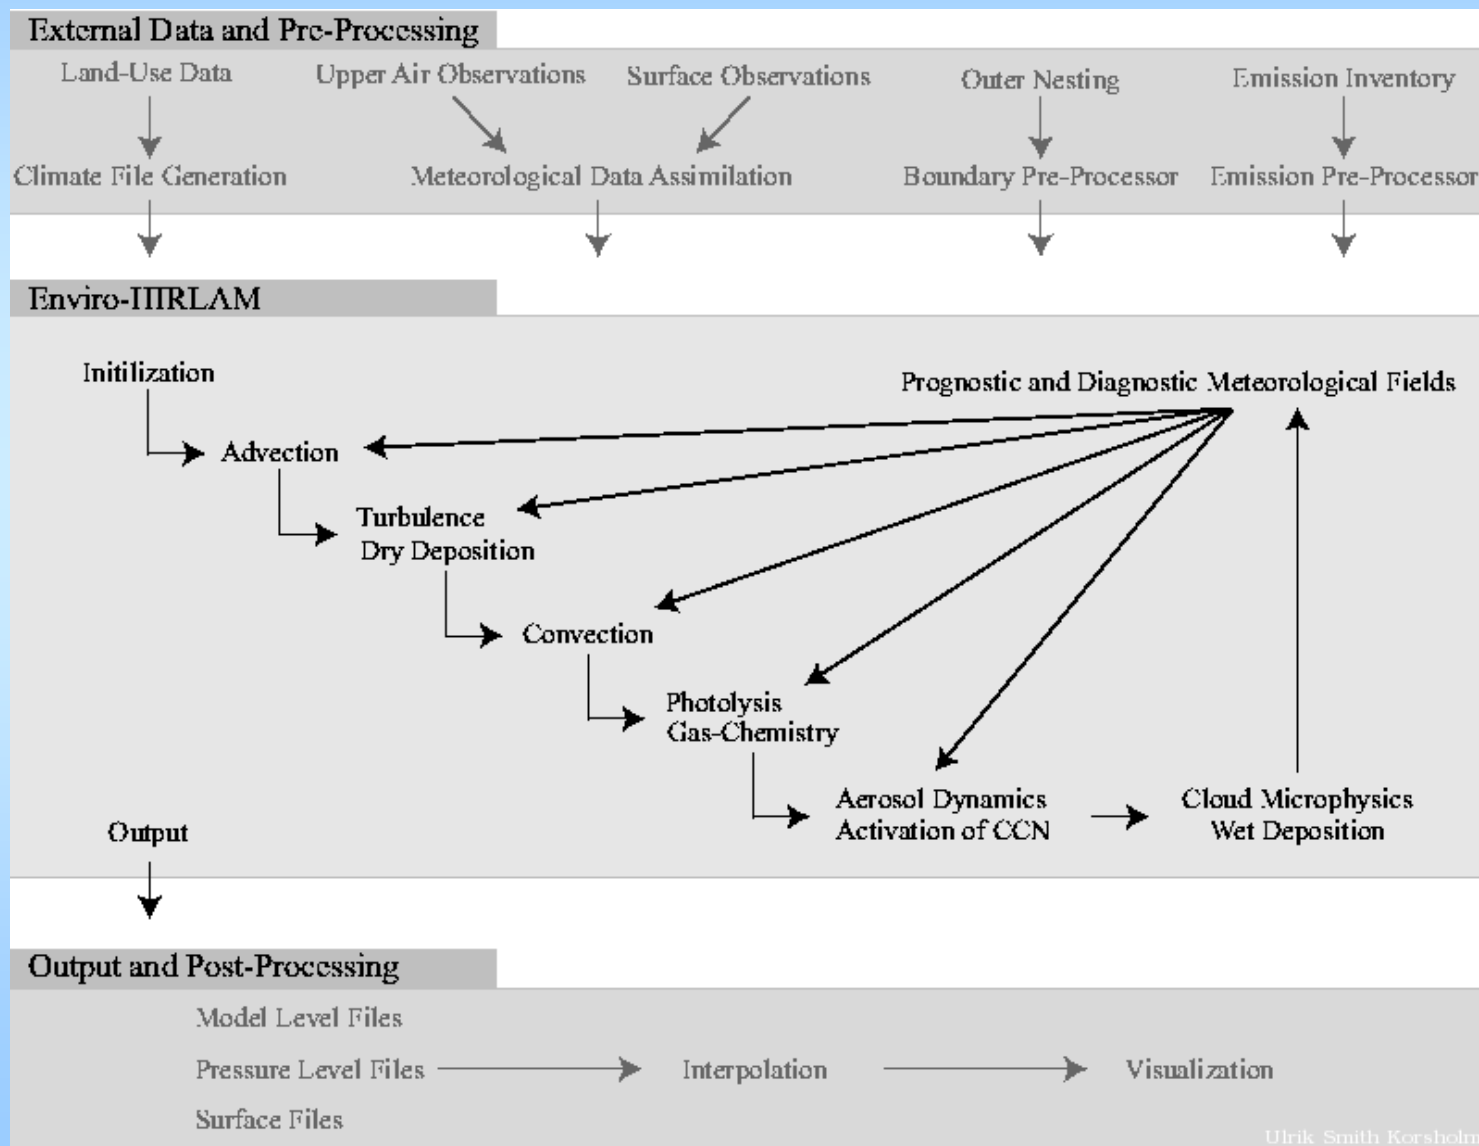 External Data and Pre-Processing
Land-Use Data
Upper Air Observations
Surface Observations
Outer Nesting
Emission Inventory
Climate File Generation
Meteorological Data Assimilation
Boundary Pre-Processor
Emission Pre-Processor
Enviro-HIRLAM
Initilization
Prognostic and Diagnostic Meteorological Fields
Advection
Turbulence
Dry Deposition
Convection
Photolysis
Gas-Chemistry
Aerosol Dynamics
Activation of CCN
Cloud Microphysics
Wet Deposition
Output
Output and Post-Processing
Model Level Files
Pressure Level Files
Interpolation
Visualization
Surface Files
Ulrik Smith Korsholm